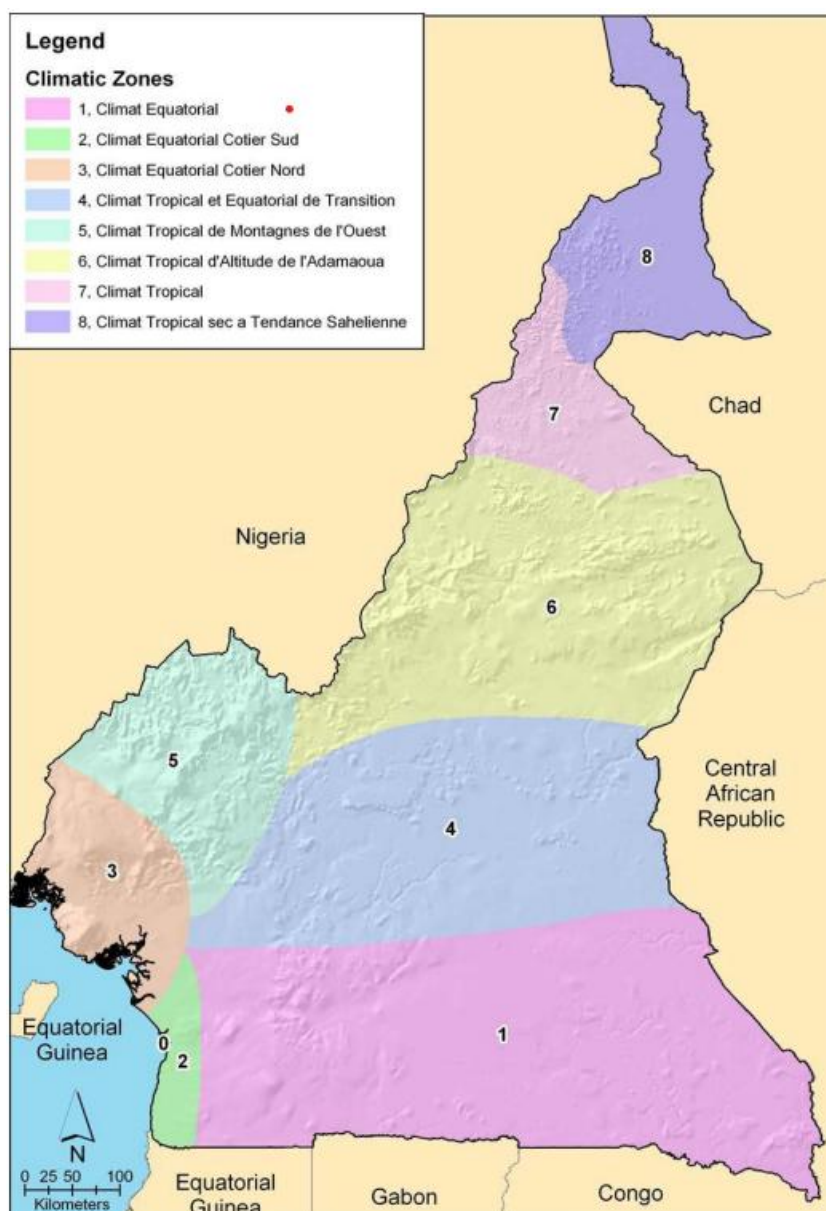 Legend
Climatic Zones
1, Climat Equatorial
2, Climat Equatorial Cotier Sud
3, Climat Equatorial Cotier Nord
4, Climat Tropical et Equatorial de Transition
5, Climat Tropical de Montagnes de l'Ouest
6, Climat Tropical d'Altitude de l'Adamaoua
7, Climat Tropical
8, Climat Tropical sec a Tendance Sahelienne
8
Chad
7
Nigeria
6
5
Central
African
Republic
4
3
Equatorial
Guinea
0
2
1
N
0 25 50 100
Kilometers
Equatorial
Guinea
Gabon
Congo